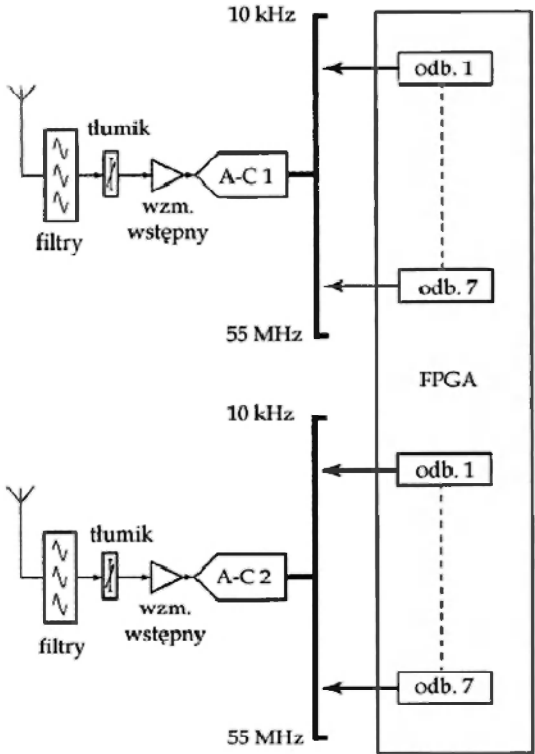 10 kHz
odb. 1
tłumik
A-C 1
wzm.
wstępny
filtry
odb. 7
55 MHz
FPGA
10 kHz
odb. 1
tłumik
A-C 2
wzm.
wstępny
filtry
odb. 7
55 MHz